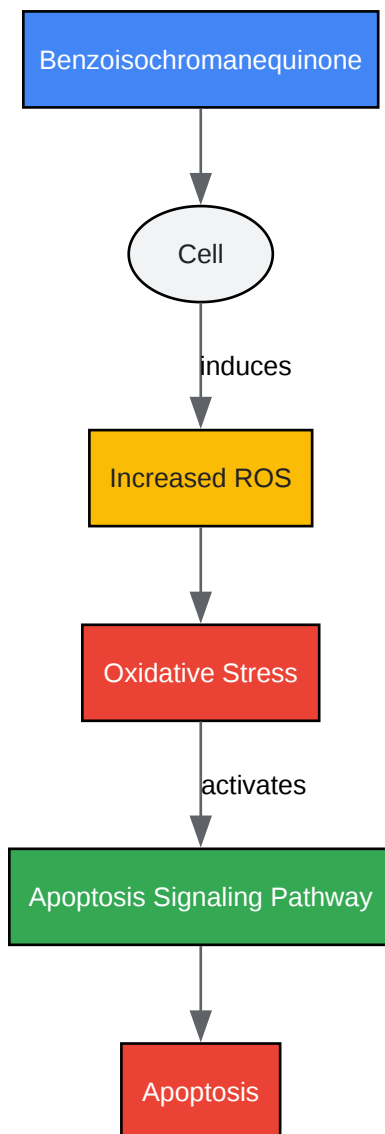 Benzoisochromanequinone
Cell
induces
Increased ROS
Oxidative Stress
activates
Apoptosis Signaling Pathway
Apoptosis